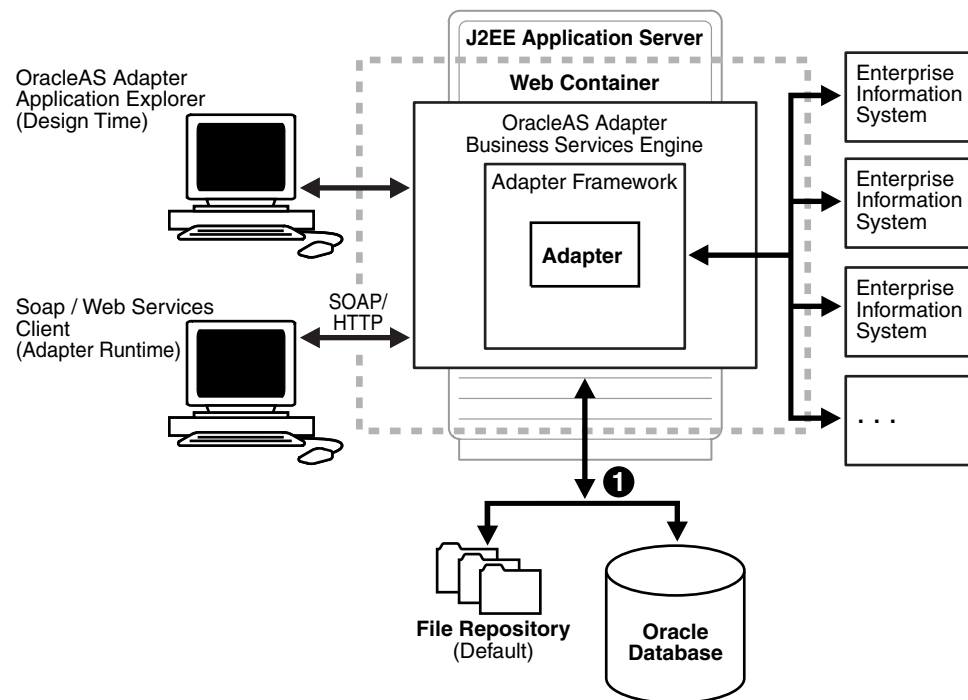 J2EE Application Server
Web Container
OracleAS Adapter
Application Explorer
(Design Time)
OracleAS Adapter
Business Services Engine
Adapter Framework
Adapter
Enterprise
Information
System
Enterprise
Information
System
Soap / Web Services
Client
(Adapter Runtime)
SOAP/
HTTP
Enterprise
Information
System
. . .
1
File Repository
(Default)
Oracle
Database